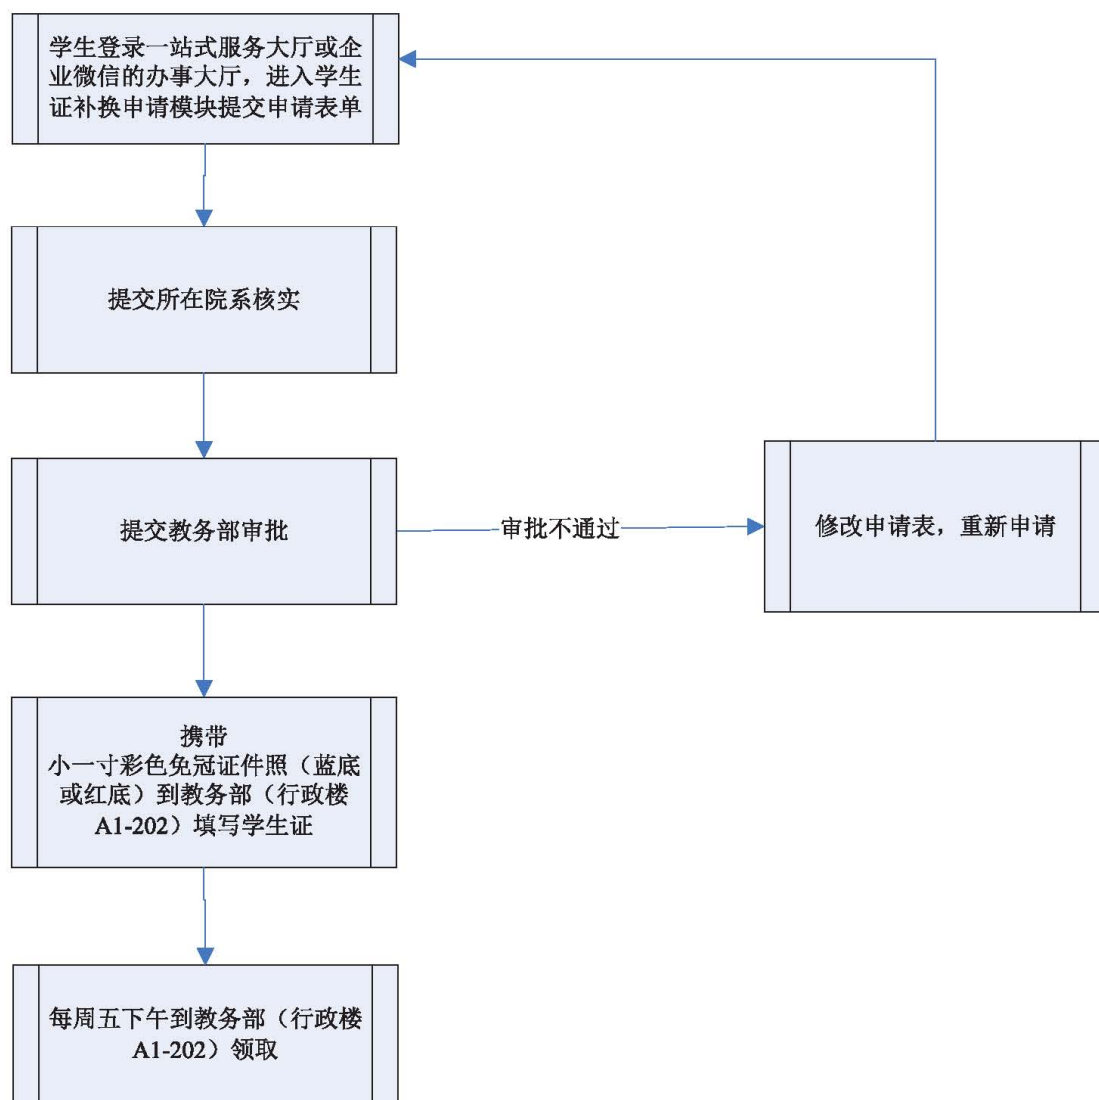 学生登录一站式服务大厅或企
业微信的办事大厅，进入学生
证补换申请模块提交申请表单
提交所在院系核实
提交教务部审批
审批不通过
修改申请表，重新申请
携带
小一寸彩色免冠证件照（蓝底
或红底）到教务部（行政楼
A1-202）填写学生证
每周五下午到教务部（行政楼
A1-202）领取